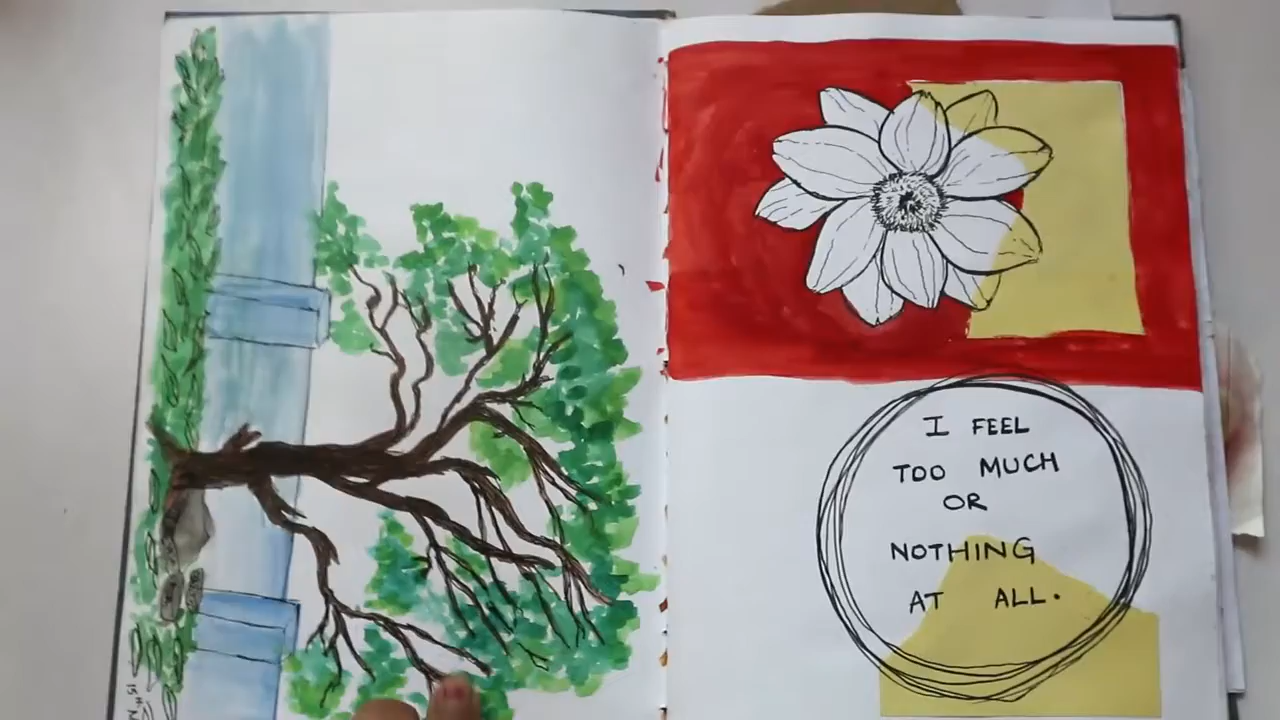 I FEEL
TOO MUCH
OR
NOTHING
AT ALL.